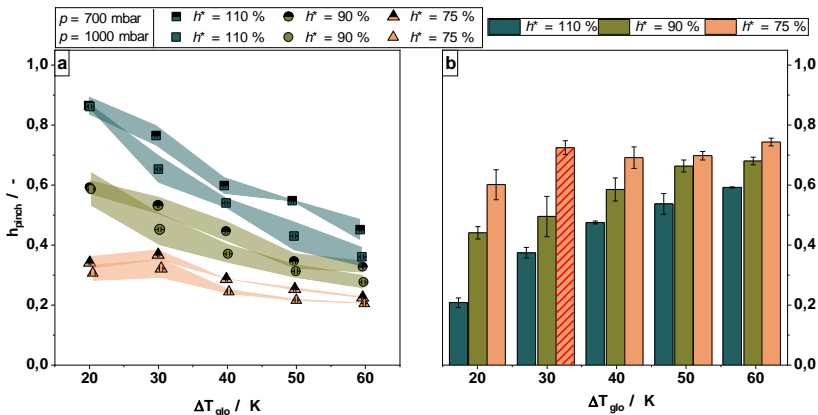 p = 700 mbar h* = 110 % h* = 90 % h* = 75 %
p = 1000 mbar h* = 110 % h* = 90 % h* = 75 %
h* = 110 % h* = 90 % h* = 75 %
a
b
1,0 1,0
0,8 0,8
0,6 0,6
0,4 0,4
0,2 0,2
0,0 0,0
h_pinch / -
20 30 40 50 60
20 30 40 50 60
ΔT_glo / K
ΔT_glo / K